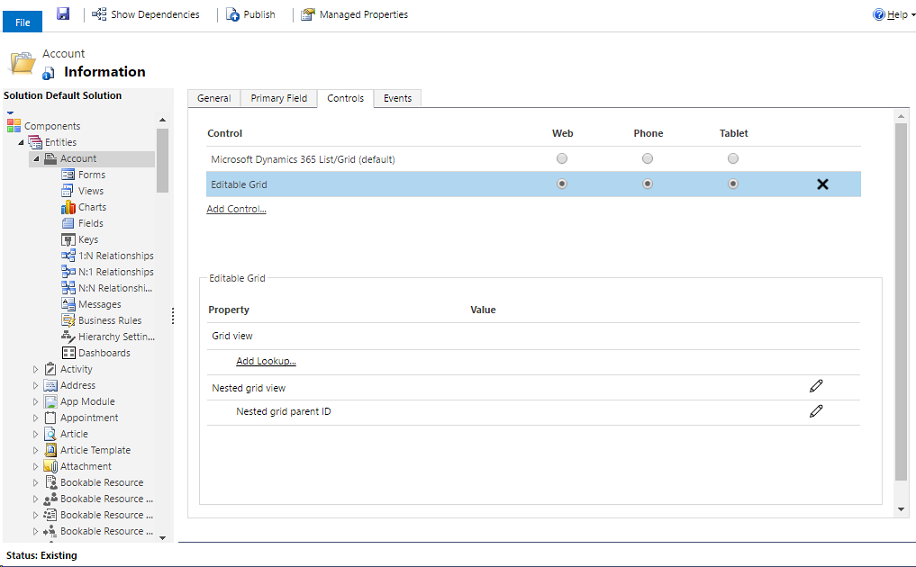 File
Show Dependencies
Publish
Managed Properties
Help
Account
Information
Solution Default Solution
Components
Entities
Account
Forms
Views
Charts
Fields
Keys
1:N Relationships
N:1 Relationships
N:N Relationshi...
Messages
Business Rules
Hierarchy Settin...
Dashboards
Activity
Address
App Module
Appointment
Article
Article Template
Attachment
Bookable Resource
Bookable Resource ...
Bookable Resource ...
Bookable Resource ...
General Primary Field Controls Events
Control Web Phone Tablet
Microsoft Dynamics 365 List/Grid (default)
Editable Grid
Add Control...
Editable Grid
Property Value
Grid view
Add Lookup...
Nested grid view
Nested grid parent ID
Status: Existing